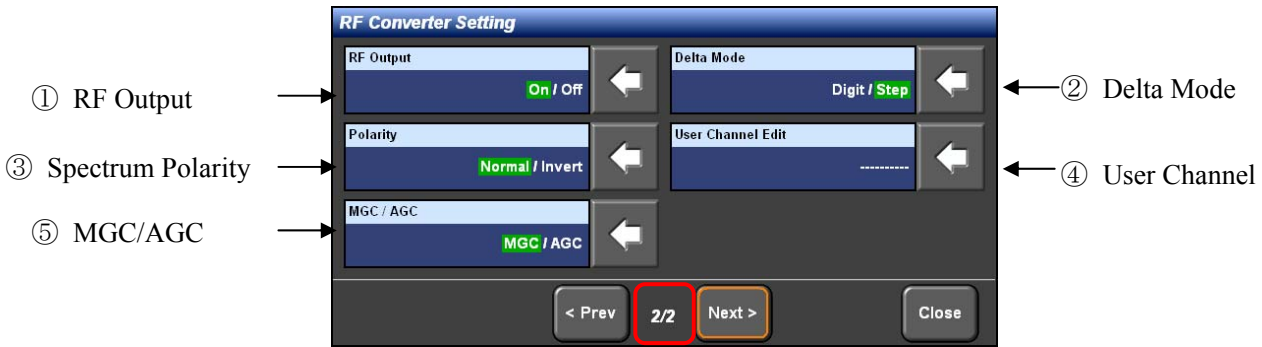 RF Converter Setting
RF Output
On / Off
Delta Mode
Digit / Step
① RF Output
② Delta Mode
Polarity
Normal / Invert
User Channel Edit
----------
③ Spectrum Polarity
④ User Channel
MGC / AGC
MGC / AGC
⑤ MGC/AGC
< Prev
2/2
Next >
Close